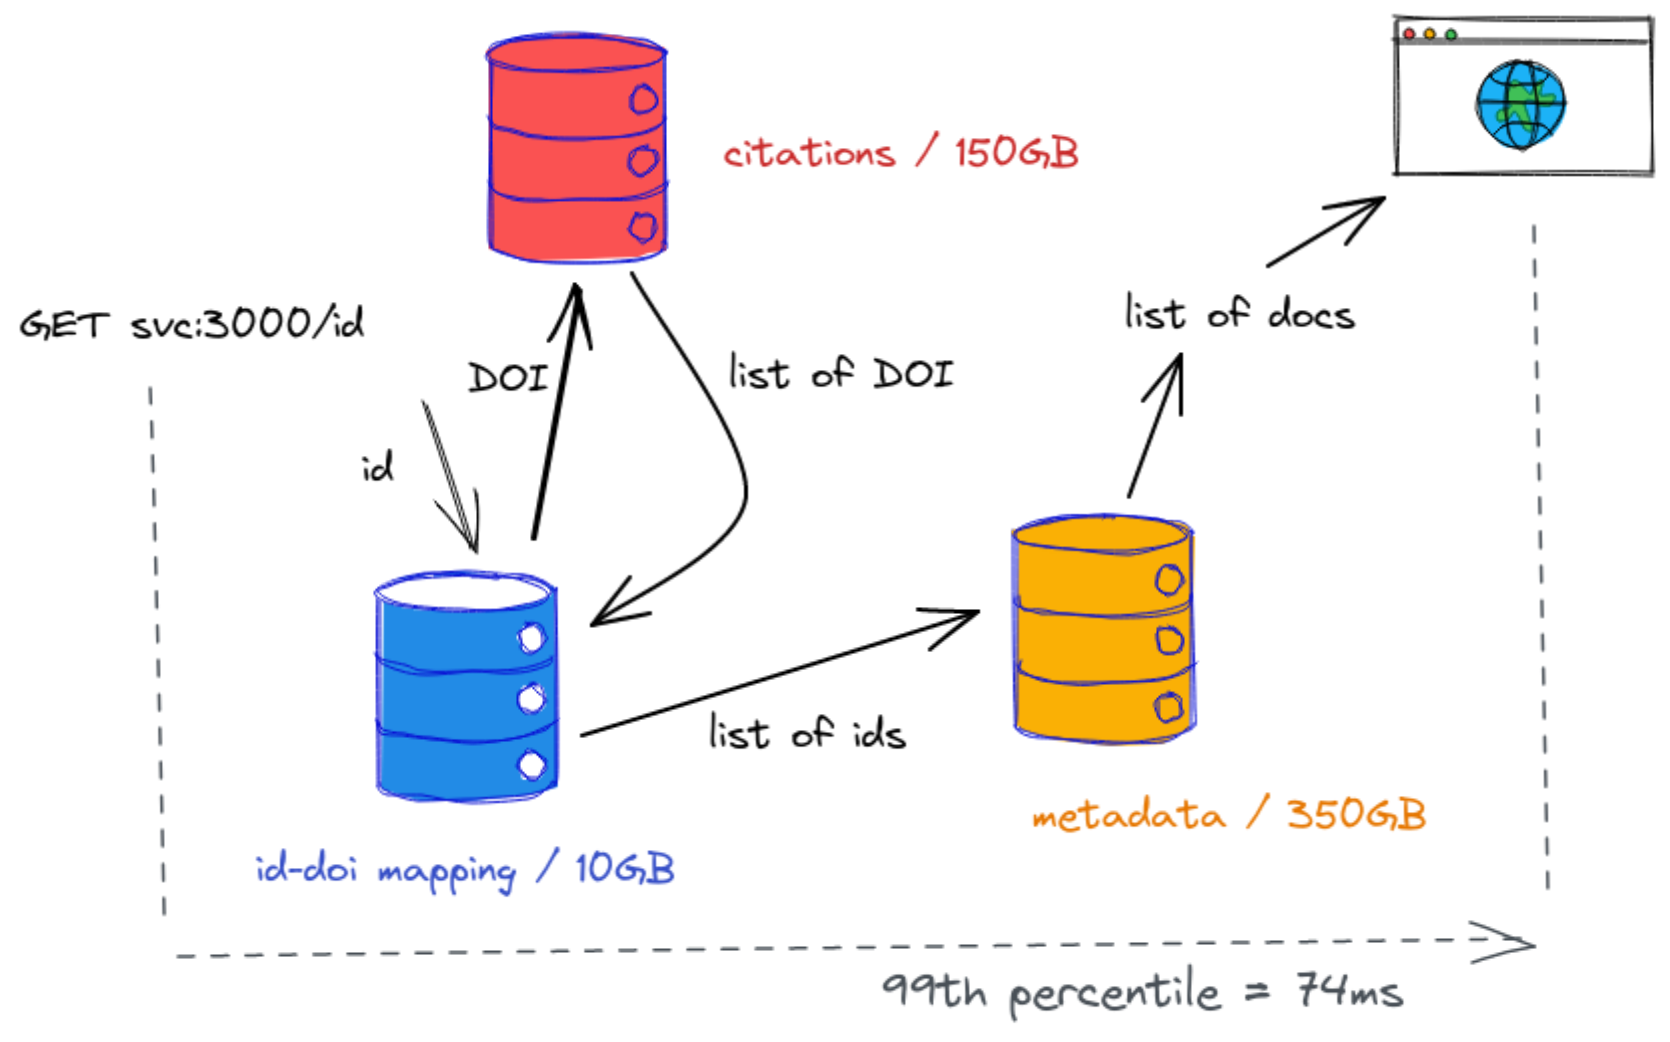 citations / 150GB
GET svc:3000/id
list of docs
DOI
list of DOI
id
list of ids
metadata / 350GB
id-doi mapping / 10GB
99th percentile = 74ms